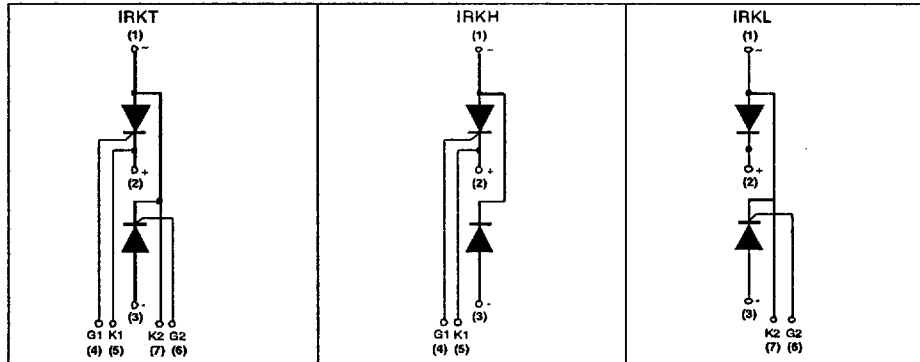 IRKT
(1)
~
+
(2)
-
(3)
G1 K1 K2 G2
(4) (5) (7) (6)
IRKH
(1)
~
+
(2)
-
(3)
G1 K1
(4) (5)
IRKL
(1)
~
+
(2)
-
(3)
K2 G2
(7) (6)